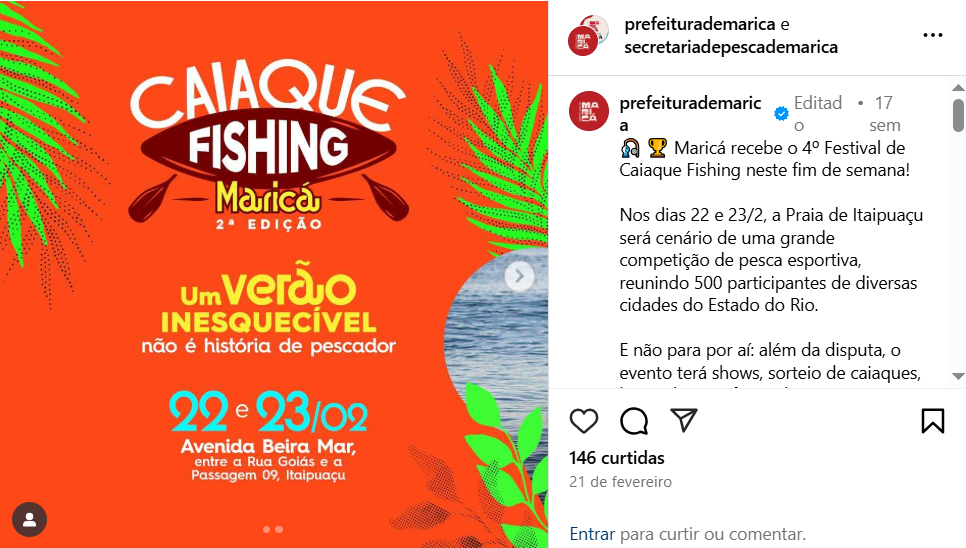 CAIAQUE
FISHING
Maricá
2ª EDIÇÃO
Um verão
INESQUECÍVEL
não é história de pescador
22 e 23/02
Avenida Beira Mar,
entre a Rua Goiás e a
Passagem 09, Itaipuaçu
prefeiturademarica e
secretariadepescademarica
prefeiturademaric
a
Editad
o
• 17
sem
Maricá recebe o 4º Festival de
Caiaque Fishing neste fim de semana!
Nos dias 22 e 23/2, a Praia de Itaipuaçu
será cenário de uma grande
competição de pesca esportiva,
reunindo 500 participantes de diversas
cidades do Estado do Rio.
E não para por aí: além da disputa, o
evento terá shows, sorteio de caiaques,
146 curtidas
21 de fevereiro
Entrar para curtir ou comentar.